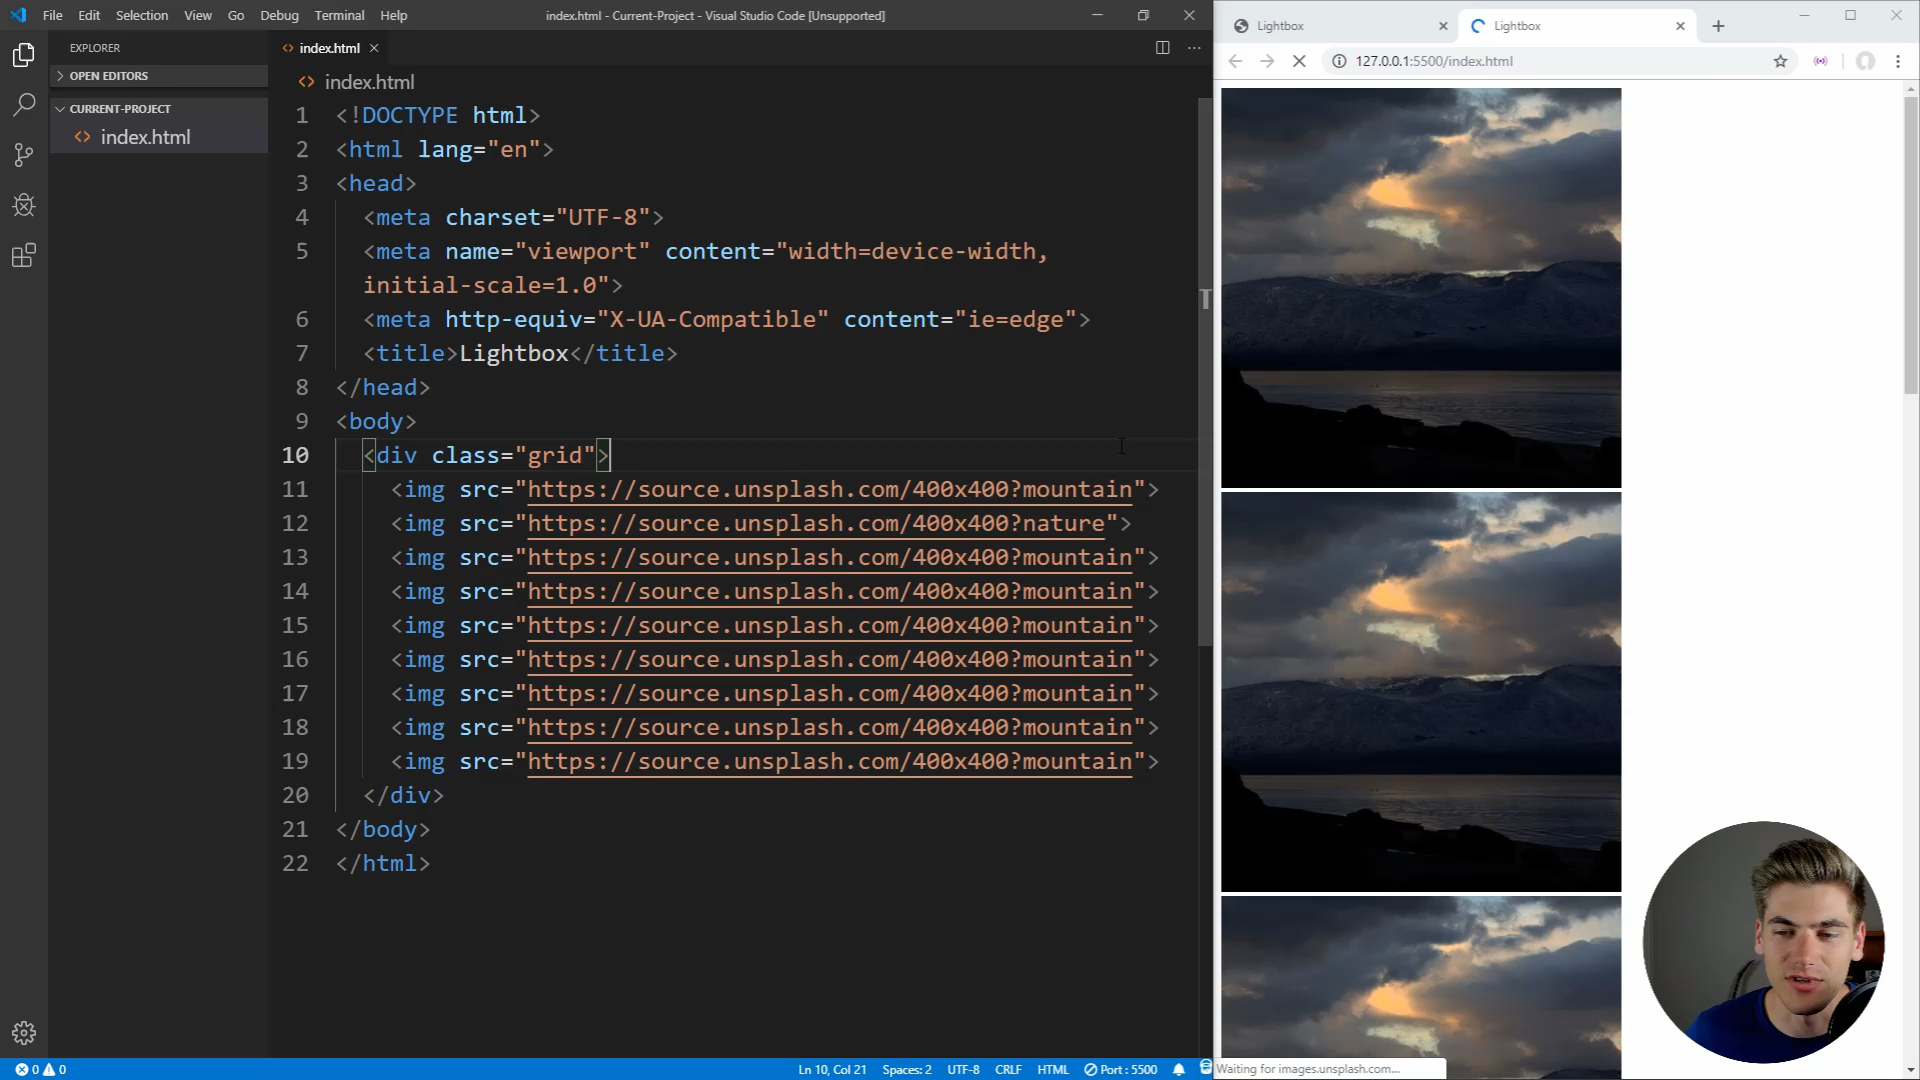 File Edit Selection View Go Debug Terminal Help
index.html - Current-Project - Visual Studio Code [Unsupported]
EXPLORER
OPEN EDITORS
CURRENT-PROJECT
index.html
index.html
index.html
1 <!DOCTYPE html>
2 <html lang="en">
3 <head>
4 <meta charset="UTF-8">
5 <meta name="viewport" content="width=device-width,
initial-scale=1.0">
6 <meta http-equiv="X-UA-Compatible" content="ie=edge">
7 <title>Lightbox</title>
8 </head>
9 <body>
10 <div class="grid">
11 <img src="https://source.unsplash.com/400x400?mountain">
12 <img src="https://source.unsplash.com/400x400?nature">
13 <img src="https://source.unsplash.com/400x400?mountain">
14 <img src="https://source.unsplash.com/400x400?mountain">
15 <img src="https://source.unsplash.com/400x400?mountain">
16 <img src="https://source.unsplash.com/400x400?mountain">
17 <img src="https://source.unsplash.com/400x400?mountain">
18 <img src="https://source.unsplash.com/400x400?mountain">
19 <img src="https://source.unsplash.com/400x400?mountain">
20 </div>
21 </body>
22 </html>
0 0
Ln 10, Col 21 Spaces: 2 UTF-8 CRLF HTML Port : 5500
Lightbox
Lightbox
127.0.0.1:5500/index.html
Waiting for images.unsplash.com...